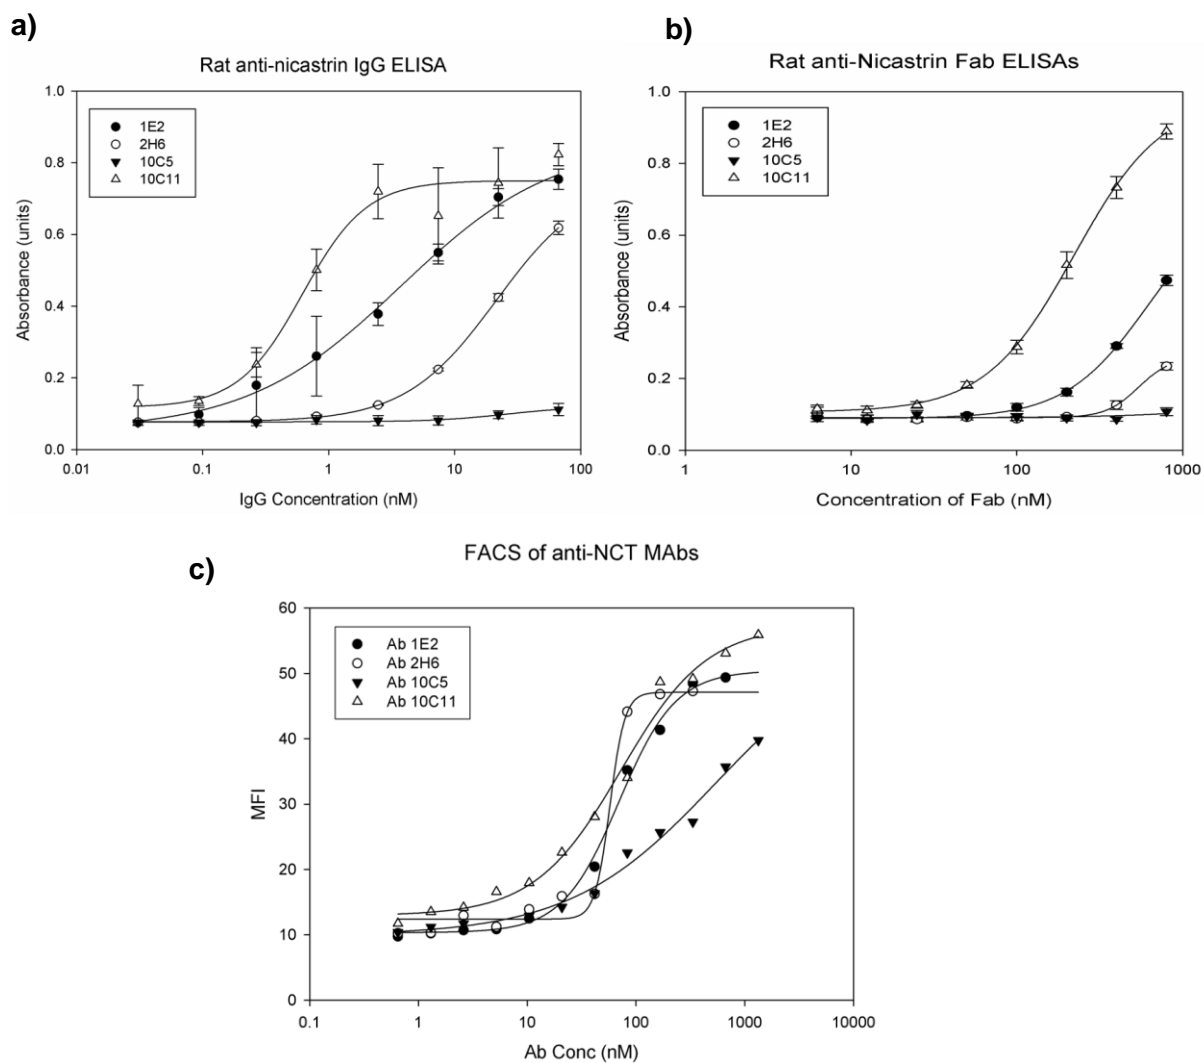 a)
Rat anti-nicastrin IgG ELISA
1.0
0.8
0.6
0.4
0.2
0.0
Absorbance (units)
1E2
2H6
10C5
10C11
0.01
0.1
1
10
100
IgG Concentration (nM)
b)
Rat anti-Nicastrin Fab ELISAs
1.0
0.8
0.6
0.4
0.2
0.0
Absorbance (units)
1E2
2H6
10C5
10C11
1
10
100
1000
Concentration of Fab (nM)
c)
FACS of anti-NCT MAbs
60
50
40
30
20
10
0
MFI
Ab 1E2
Ab 2H6
Ab 10C5
Ab 10C11
0.1
1
10
100
1000
10000
Ab Conc (nM)